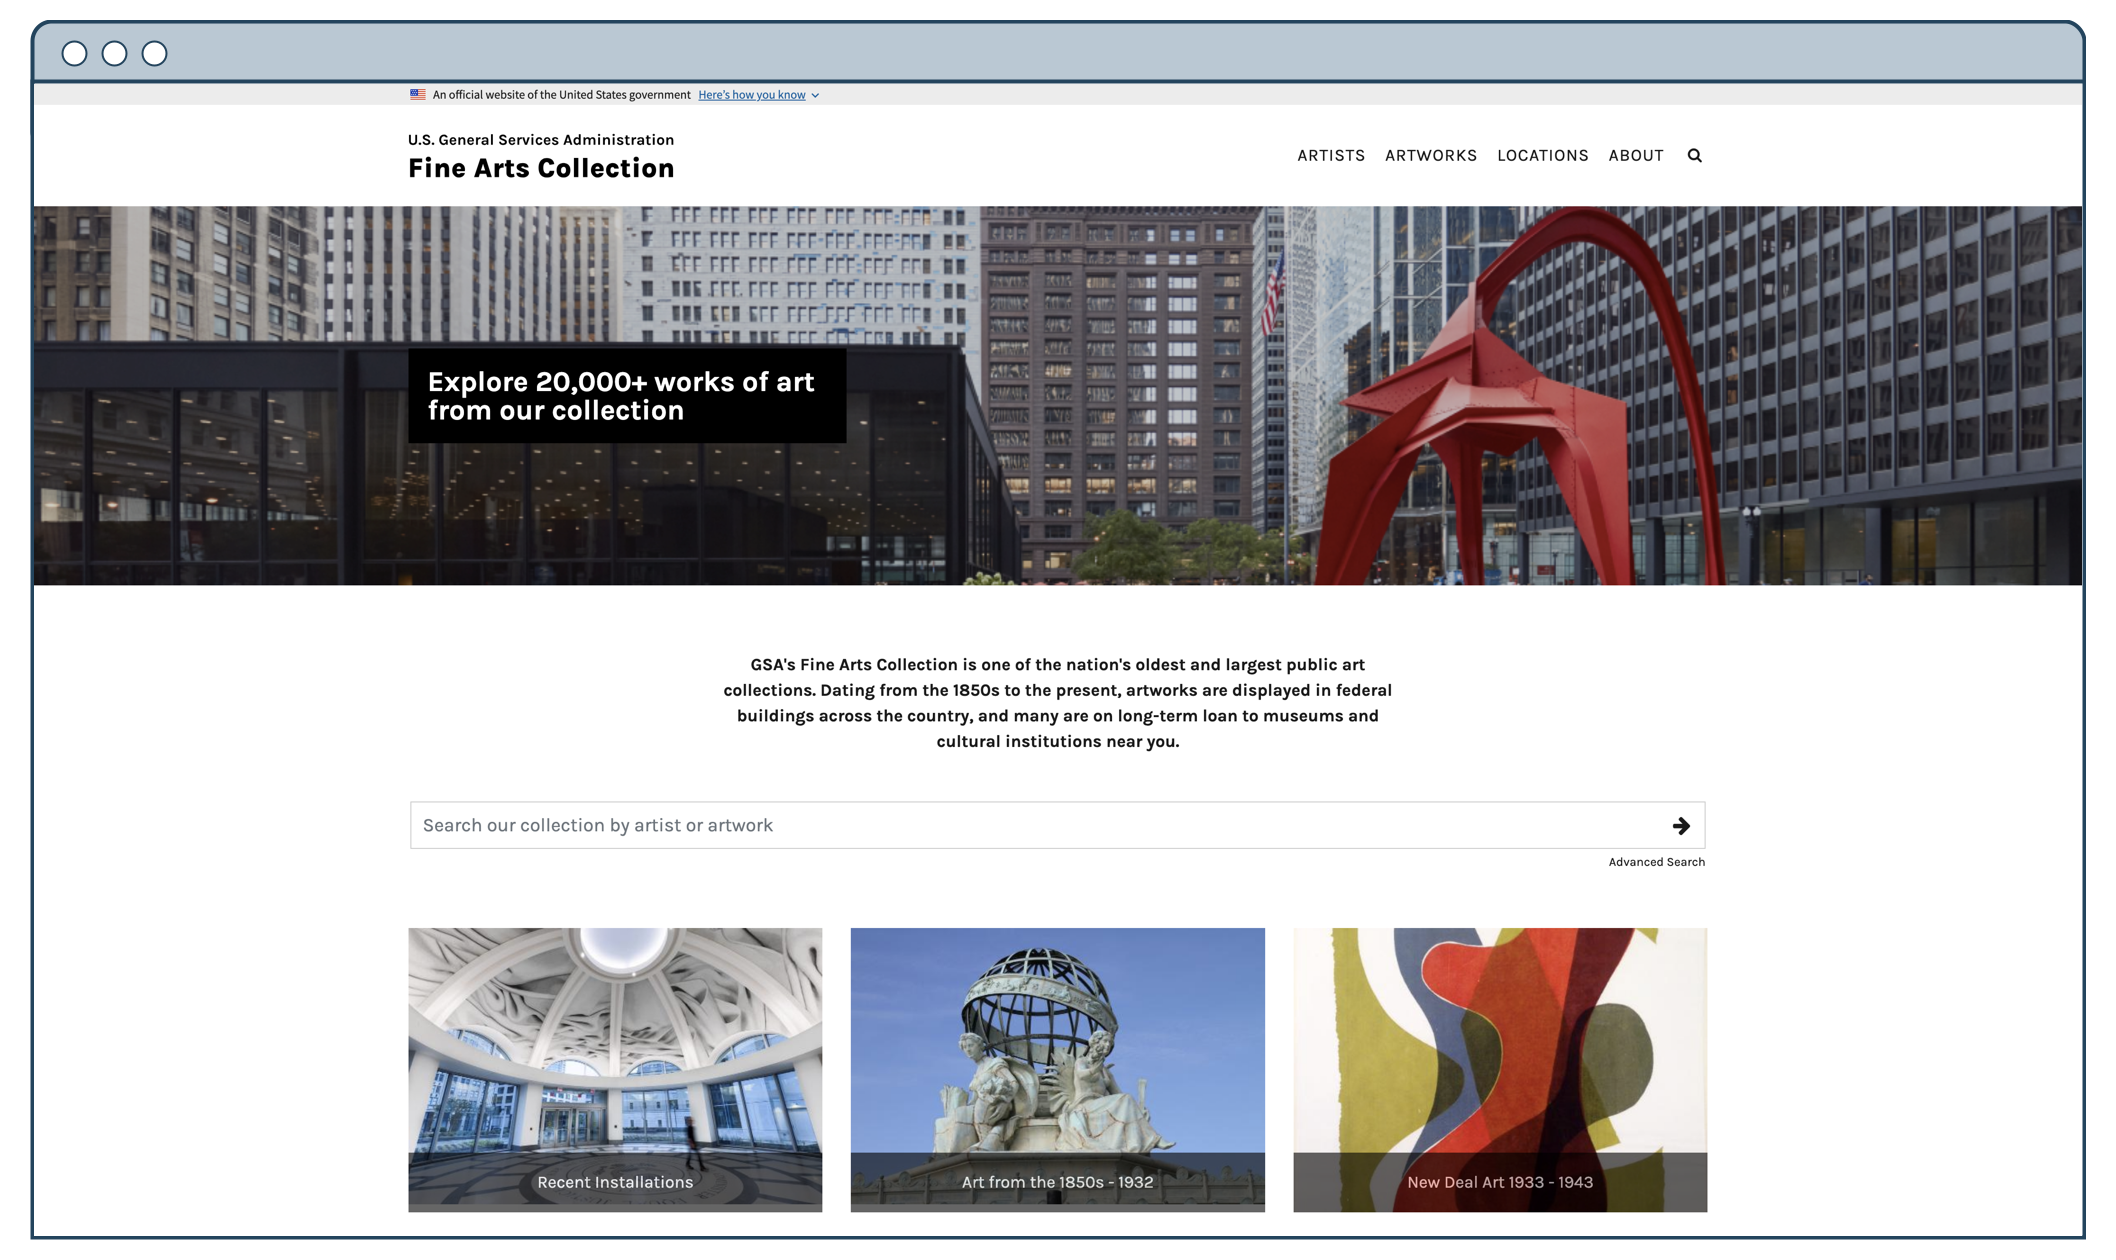 An official website of the United States government Here's how you know
U.S. General Services Administration
Fine Arts Collection
ARTISTS ARTWORKS LOCATIONS ABOUT
Explore 20,000+ works of art
from our collection
GSA's Fine Arts Collection is one of the nation's oldest and largest public art
collections. Dating from the 1850s to the present, artworks are displayed in federal
buildings across the country, and many are on long-term loan to museums and
cultural institutions near you.
Search our collection by artist or artwork
Advanced Search
Recent Installations
Art from the 1850s - 1932
New Deal Art 1933 - 1943